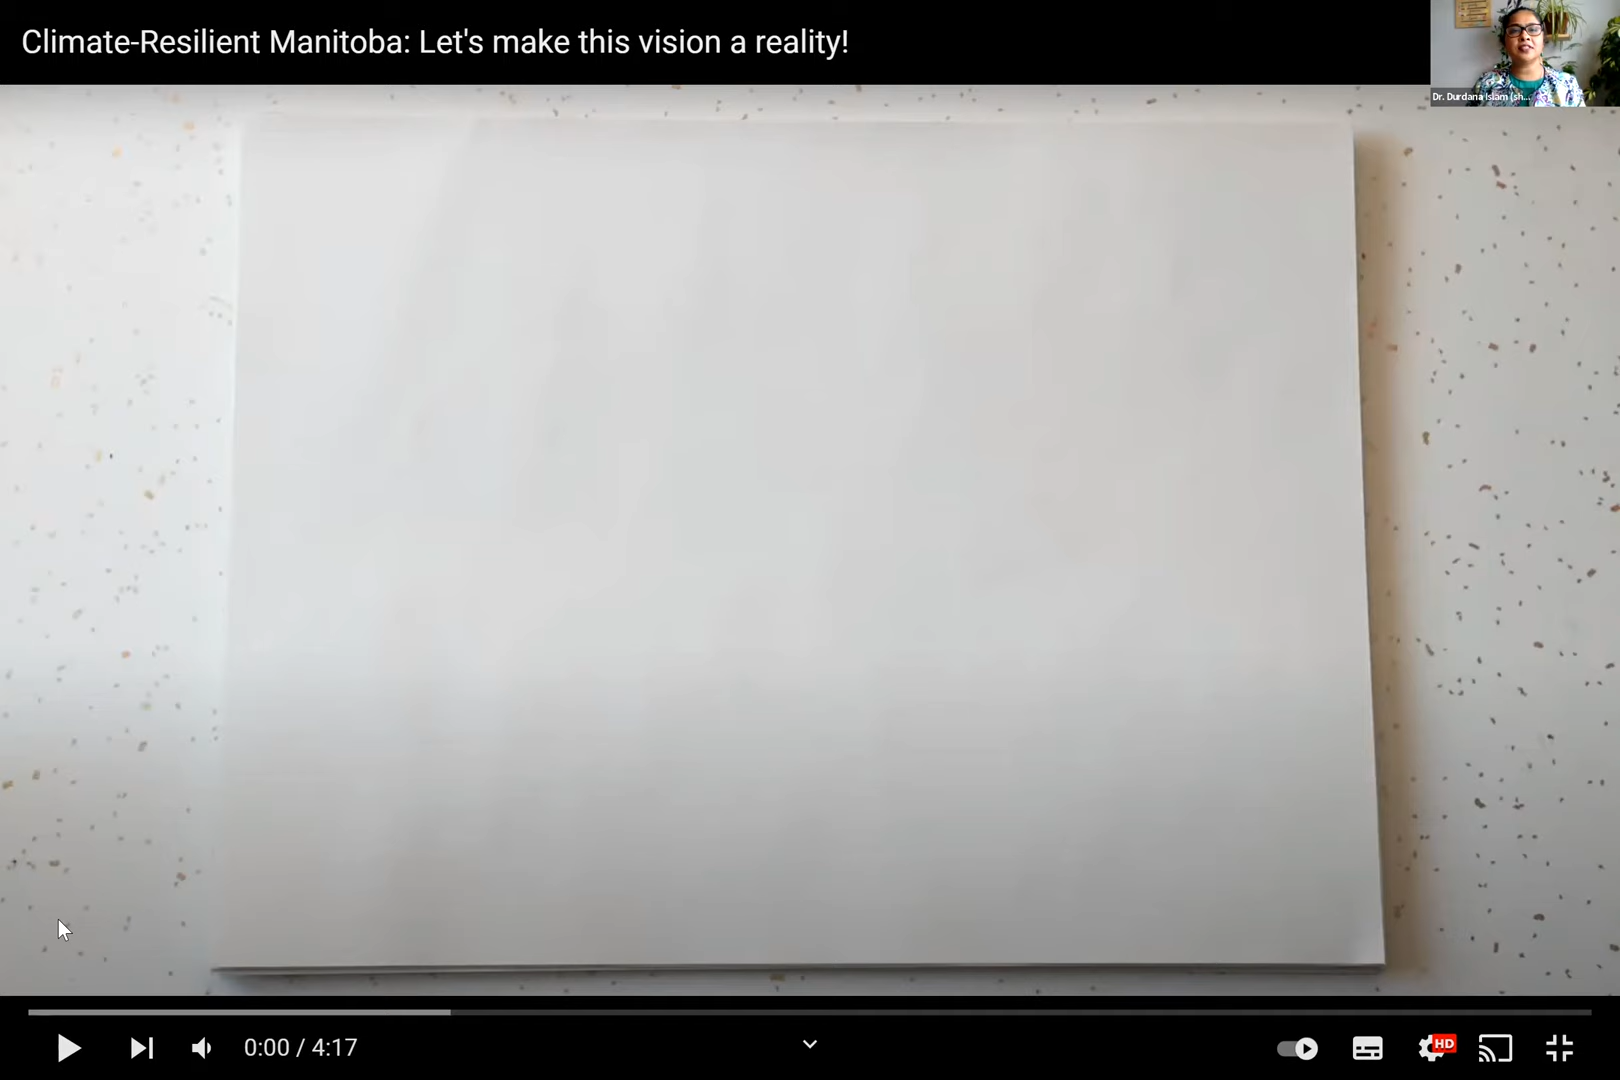 Climate-Resilient Manitoba: Let's make this vision a reality!
Dr. Durdana Islam (sh...
0:00 / 4:17
HD